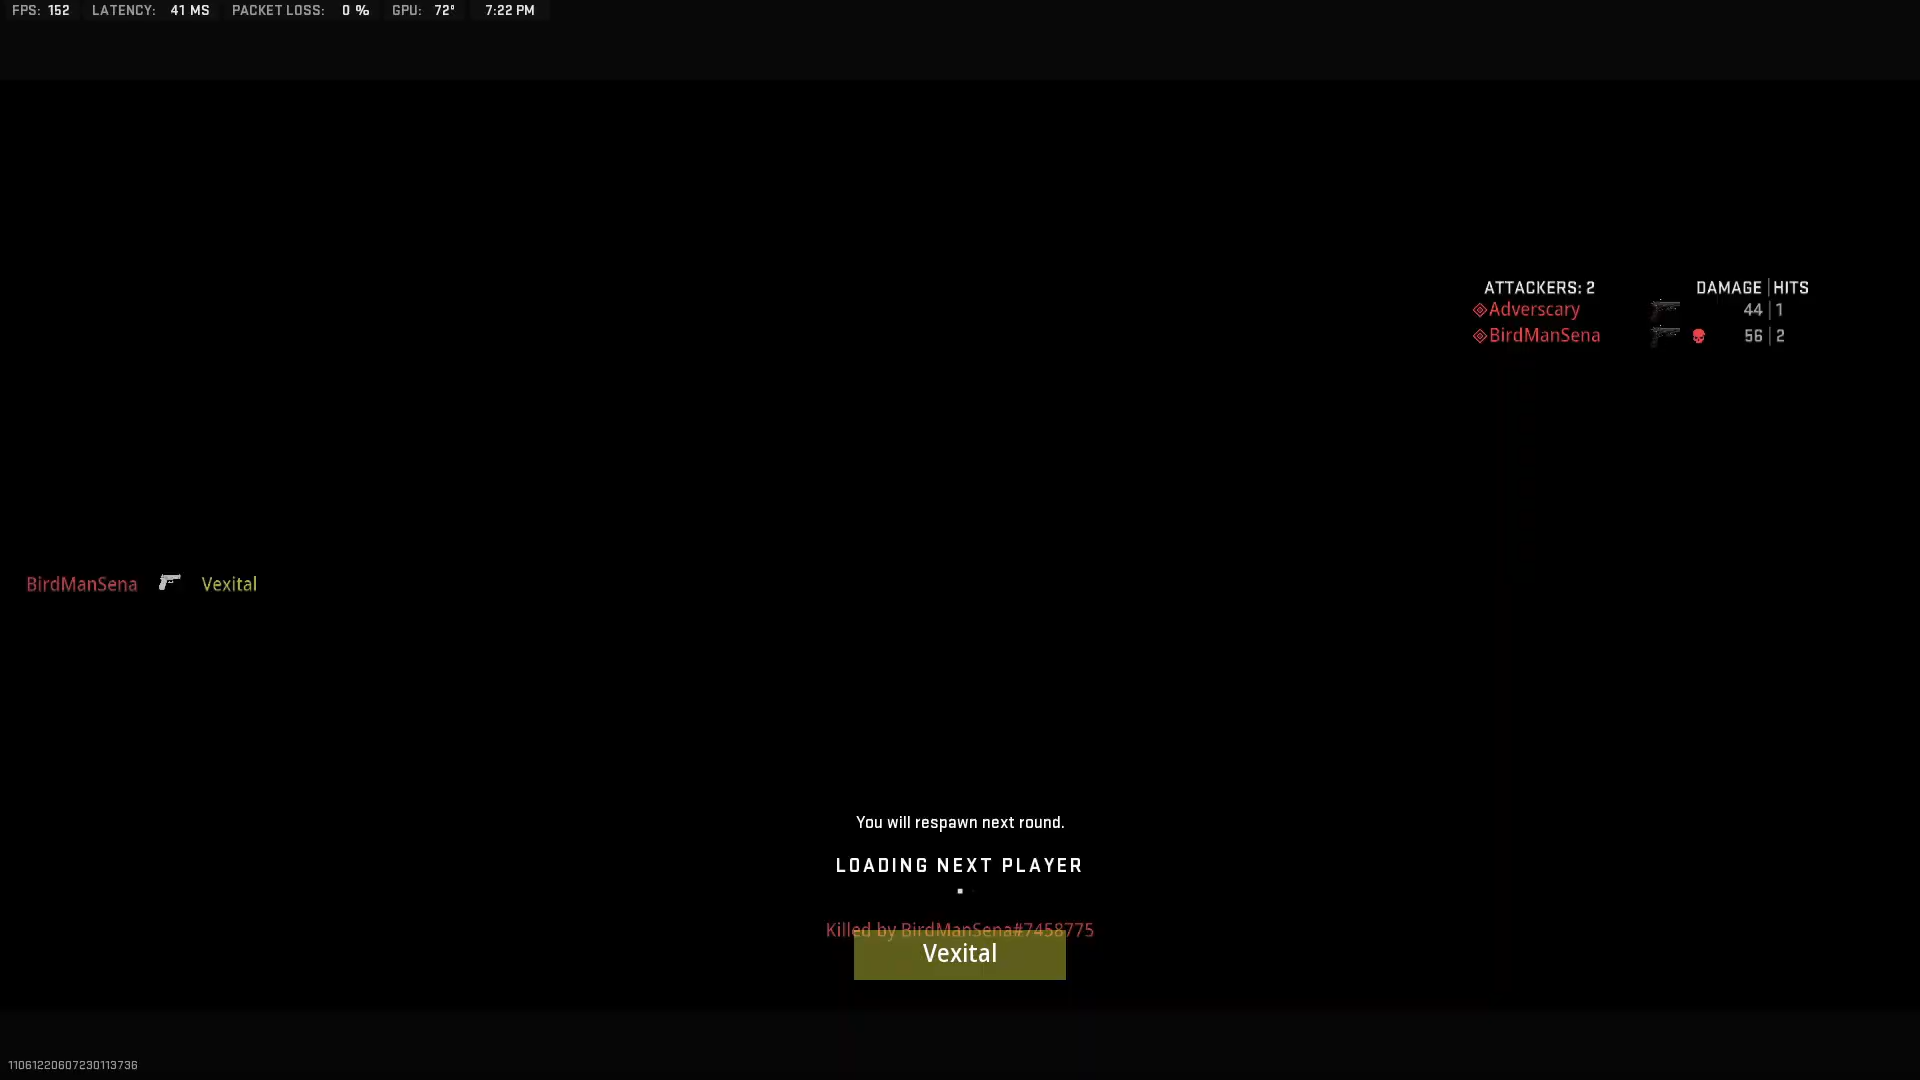 FPS: 152 LATENCY: 41 MS PACKET LOSS: 0 % GPU: 72° 7:22 PM
ATTACKERS: 2 DAMAGE | HITS
Adverscary 44 | 1
BirdManSena 56 | 2
BirdManSena Vexital
You will respawn next round.
LOADING NEXT PLAYER
Killed by BirdManSena#7458775
Vexital
11061220607230113736